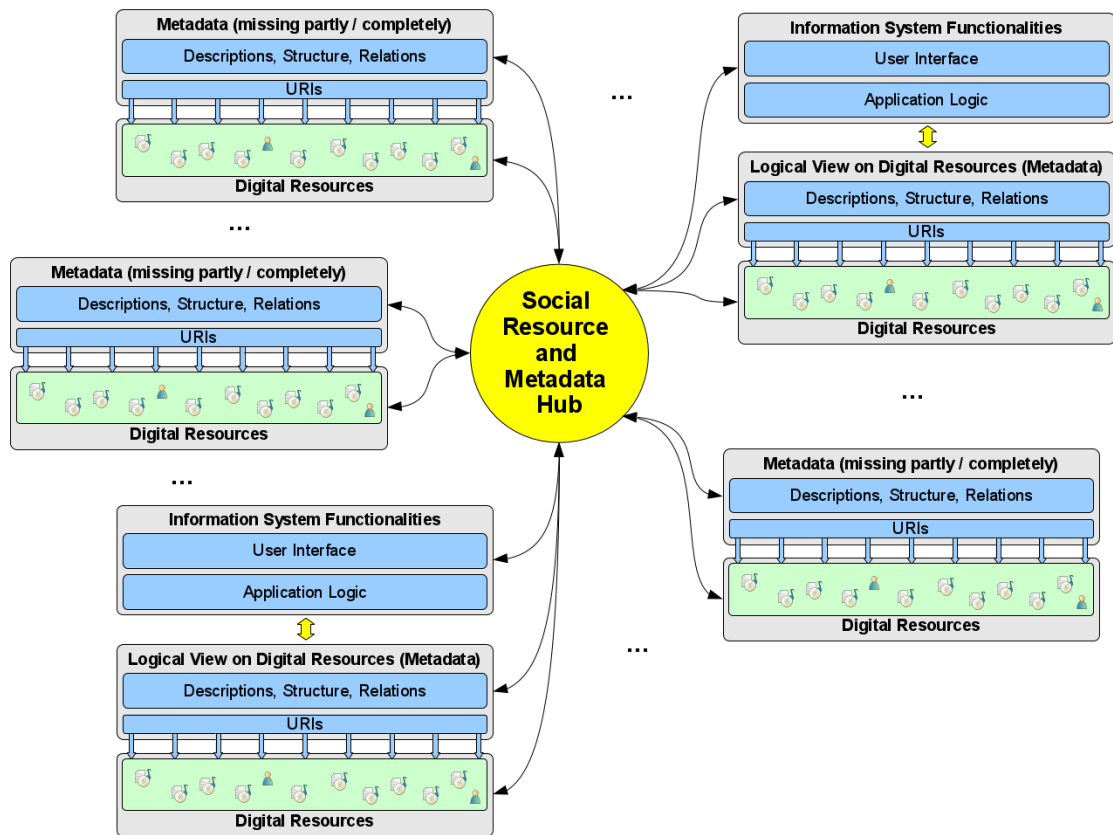 Metadata (missing partly / completely)
Descriptions, Structure, Relations
URIs
Digital Resources
...
Metadata (missing partly / completely)
Descriptions, Structure, Relations
URIs
Digital Resources
...
Information System Functionalities
User Interface
Application Logic
Logical View on Digital Resources (Metadata)
Descriptions, Structure, Relations
URIs
Digital Resources
Social
Resource
and
Metadata
Hub
...
Information System Functionalities
User Interface
Application Logic
Logical View on Digital Resources (Metadata)
Descriptions, Structure, Relations
URIs
Digital Resources
...
Metadata (missing partly / completely)
Descriptions, Structure, Relations
URIs
Digital Resources
...